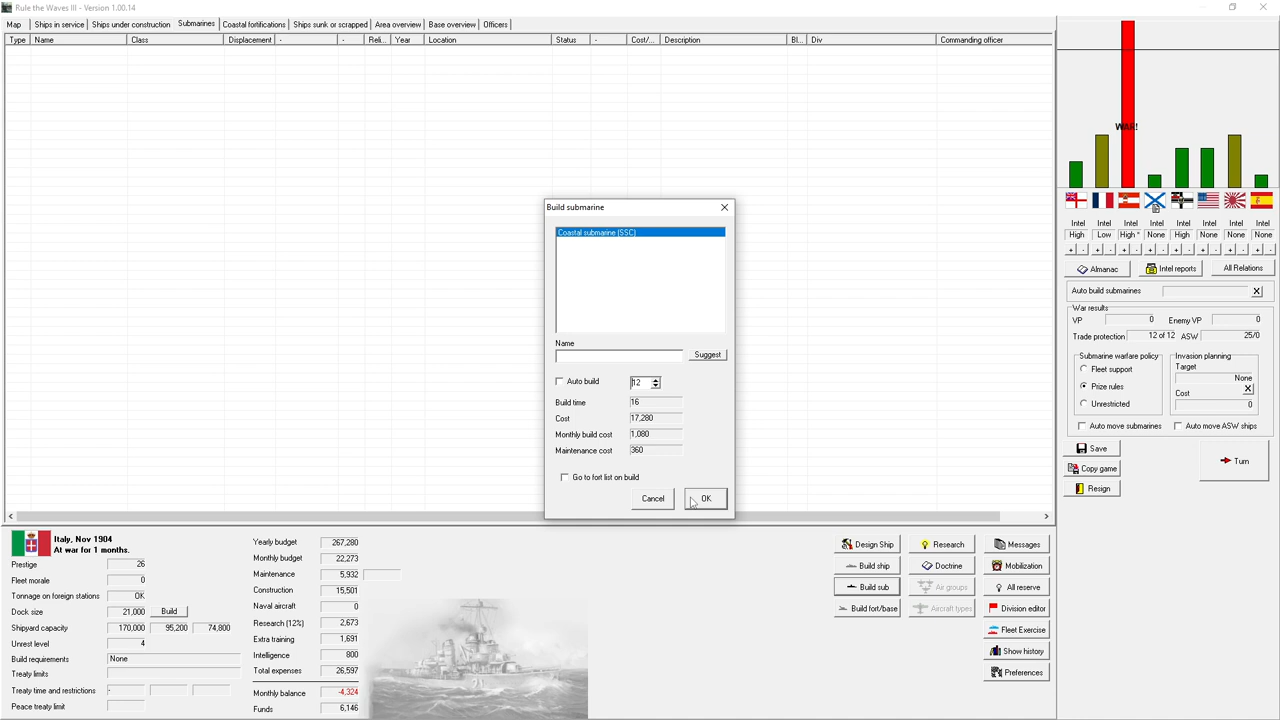 Rule the Waves III - Version 1.00.14
Map Ships in service Ships under construction Submarines Coastal fortifications Ships sunk or scrapped Area overview Base overview Officers
Type Name Class Displacement - - Reli... Year Location Status - Cost/... Description Bl... Div Commanding officer
WAR!
Intel Intel Intel Intel Intel Intel Intel Intel
High Low High * None High None None None
+ - + - + - + - + - + - + - + -
Almanac Intel reports All Relations
Auto build submarines X
War results
VP 0 Enemy VP 0
Trade protection 12 of 12 ASW 25/0
Submarine warfare policy
Fleet support
Prize rules
Unrestricted
Invasion planning
Target
None
Cost X
0
Auto move submarines Auto move ASW ships
Save
Copy game
Resign
Turn
Build submarine
Coastal submarine (SSC)
Name
Suggest
Auto build 12
Build time 16
Cost 17,280
Monthly build cost 1,080
Maintenance cost 360
Go to fort list on build
Cancel OK
Italy, Nov 1904
At war for 1 months.
Prestige 26
Fleet morale 0
Tonnage on foreign stations OK
Dock size 21,000 Build
Shipyard capacity 170,000 95,200 74,800
Unrest level 4
Build requirements None
Treaty limits
Treaty time and restrictions -
Peace treaty limit
Yearly budget 267,280
Monthly budget 22,273
Maintenance 5,932
Construction 15,501
Naval aircraft 0
Research (12%) 2,673
Extra training 1,691
Intelligence 800
Total expenses 26,597
Monthly balance -4,324
Funds 6,146
Design Ship Research Messages
Build ship Doctrine Mobilization
Build sub Air groups All reserve
Build fort/base Aircraft types Division editor
Fleet Exercise
Show history
Preferences